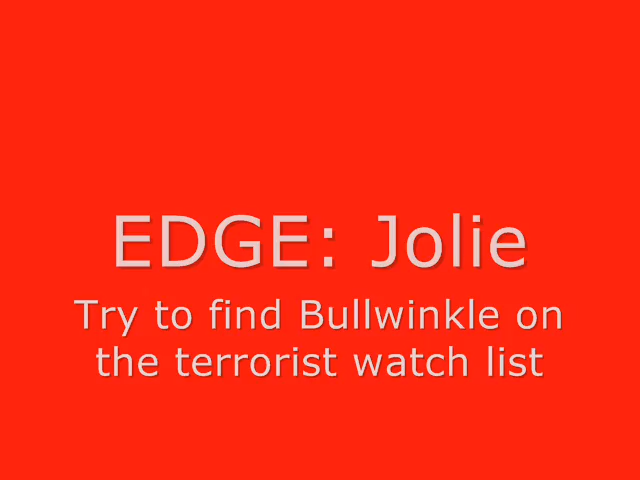 EDGE: Jolie
Try to find Bullwinkle on
the terrorist watch list